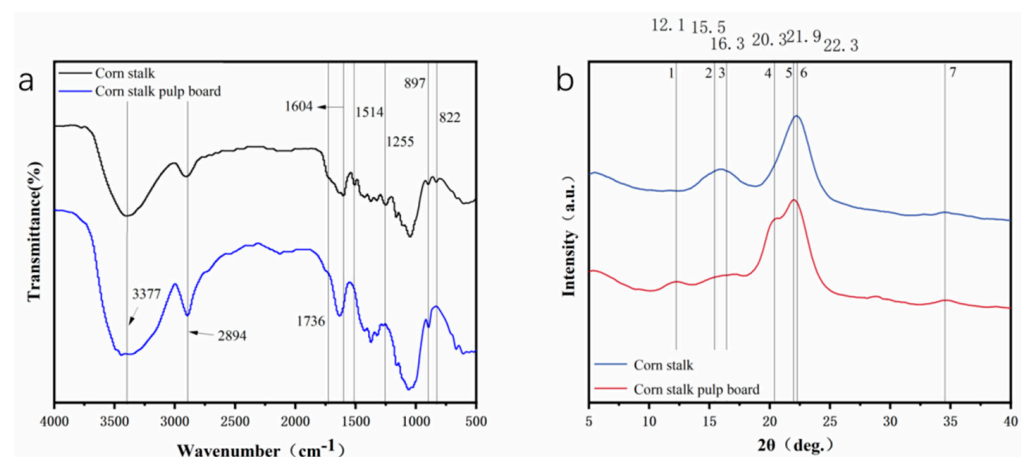 a
Corn stalk
Corn stalk pulp board
1604
1514
1255
897
822
3377
2894
1736
Transmittance(%)
4000 3500 3000 2500 2000 1500 1000 500
Wavenumber（cm-1）
b
12.1 15.5 16.3 20.3 21.9 22.3
1 2 3 4 5 6 7
Intensity（a.u.）
Corn stalk
Corn stalk pulp board
5 10 15 20 25 30 35 40
2θ（deg.）